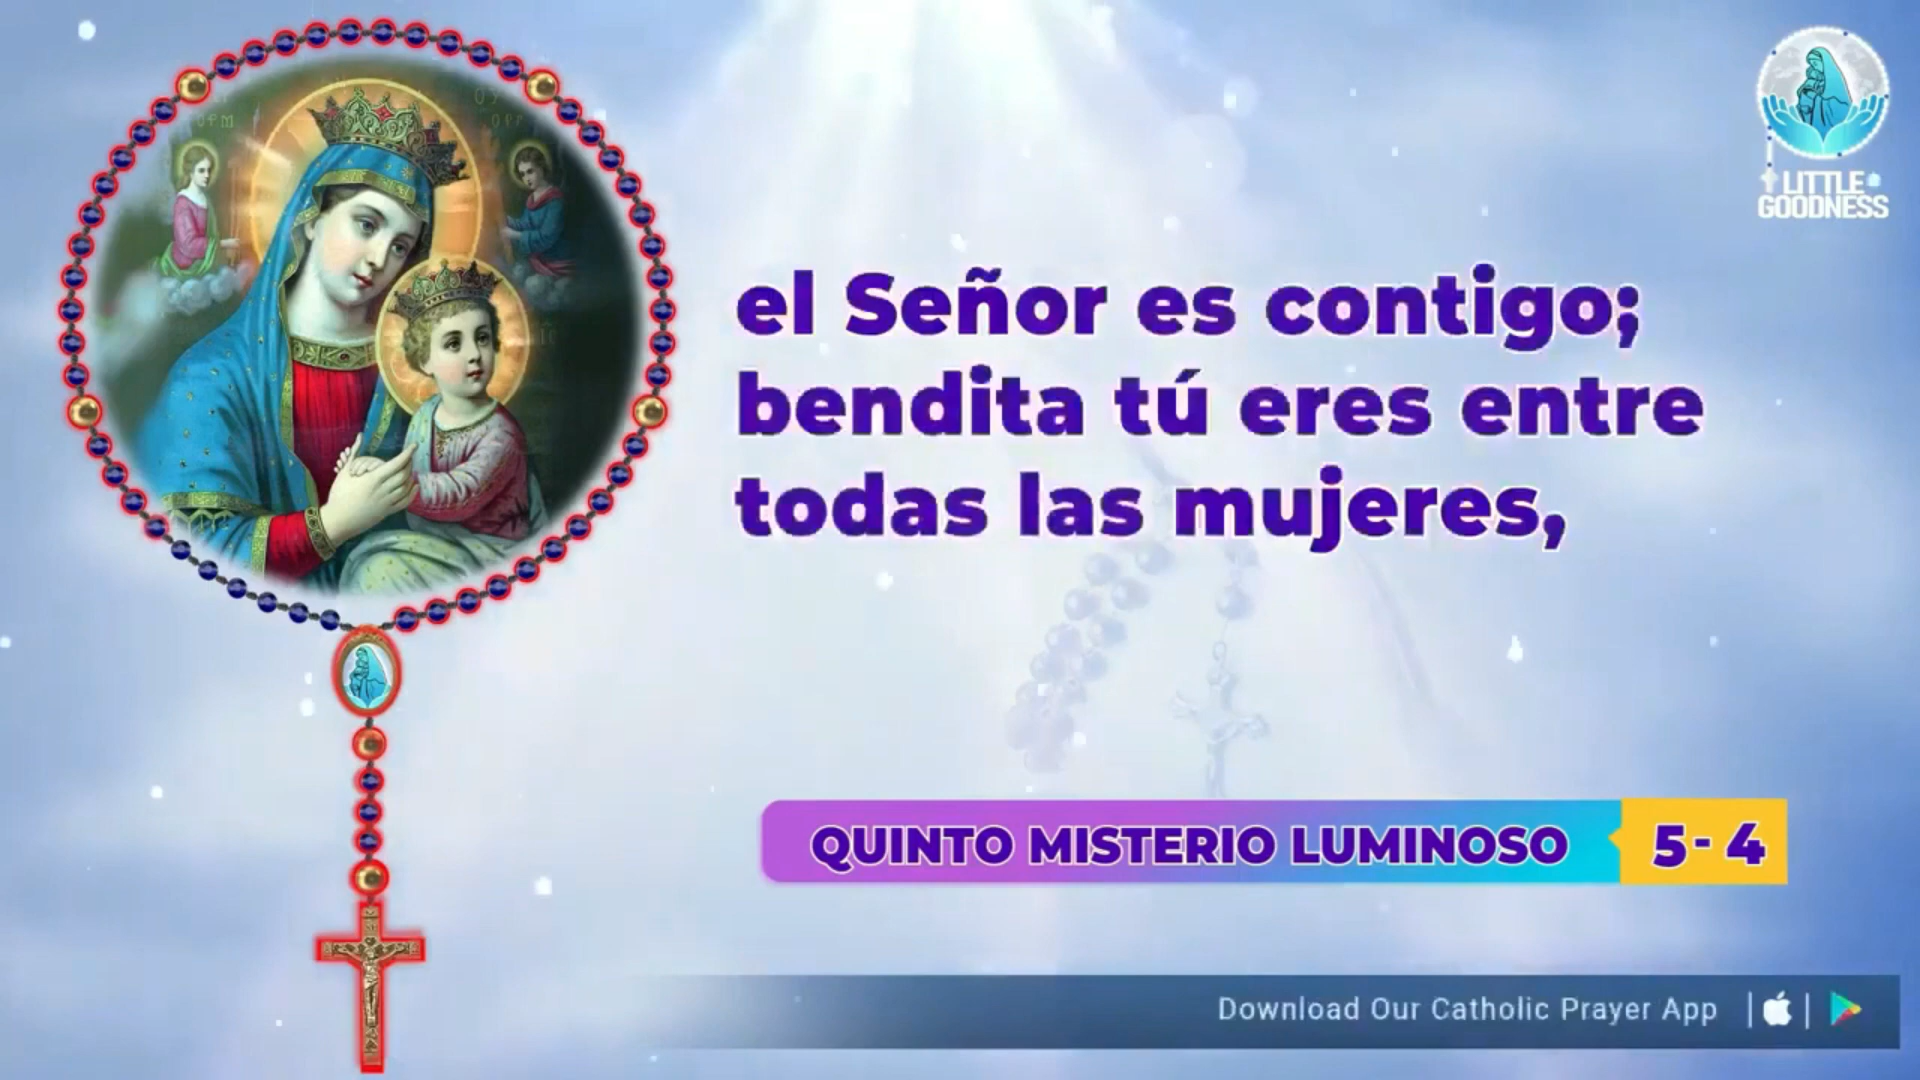 LITTLE
GOODNESS
el Señor es contigo;
bendita tú eres entre
todas las mujeres,
QUINTO MISTERIO LUMINOSO
5 - 4
Download Our Catholic Prayer App